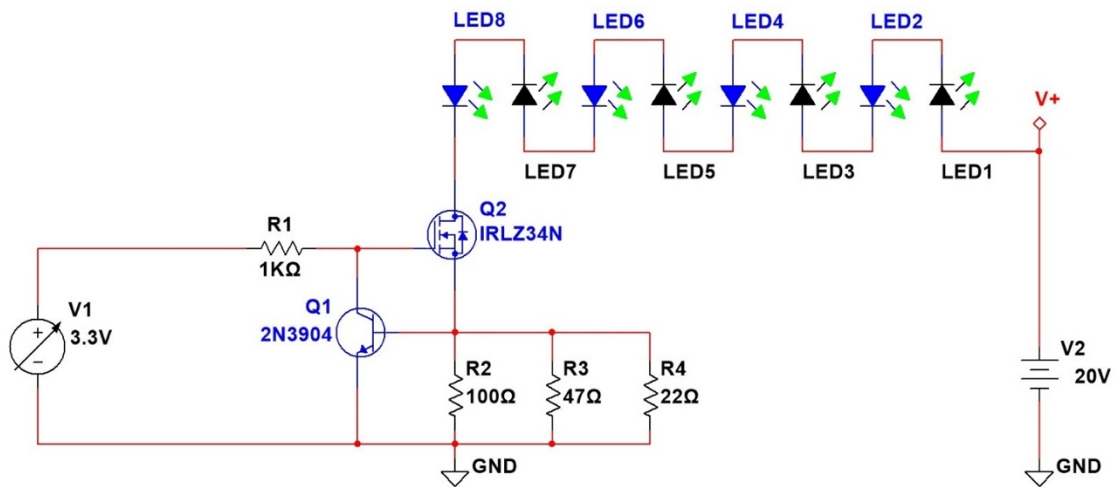 LED8
LED6
LED4
LED2
V+
LED7
LED5
LED3
LED1
Q2
IRLZ34N
R1
1KΩ
V1
3.3V
+
−
Q1
2N3904
R2
100Ω
R3
47Ω
R4
22Ω
V2
20V
GND
GND